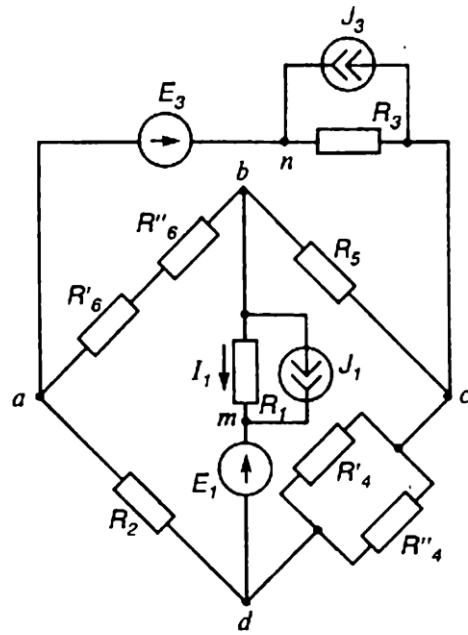 J₃
E₃
R₃
n
b
R″₆
R₅
R′₆
I₁
J₁
a
c
R₁
m
E₁
R′₄
R₂
R″₄
d